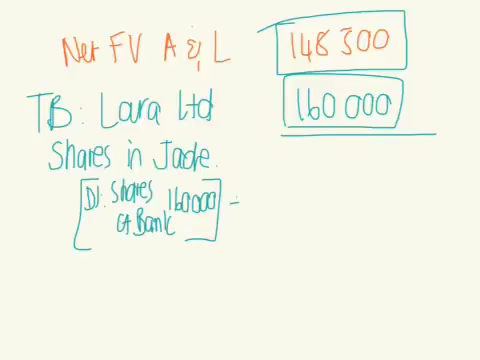 Net FV A & L 148 300
TB: Lara Ltd 160 000
Shares in Jade.
Dr Shares 160000 =
Cr Bank